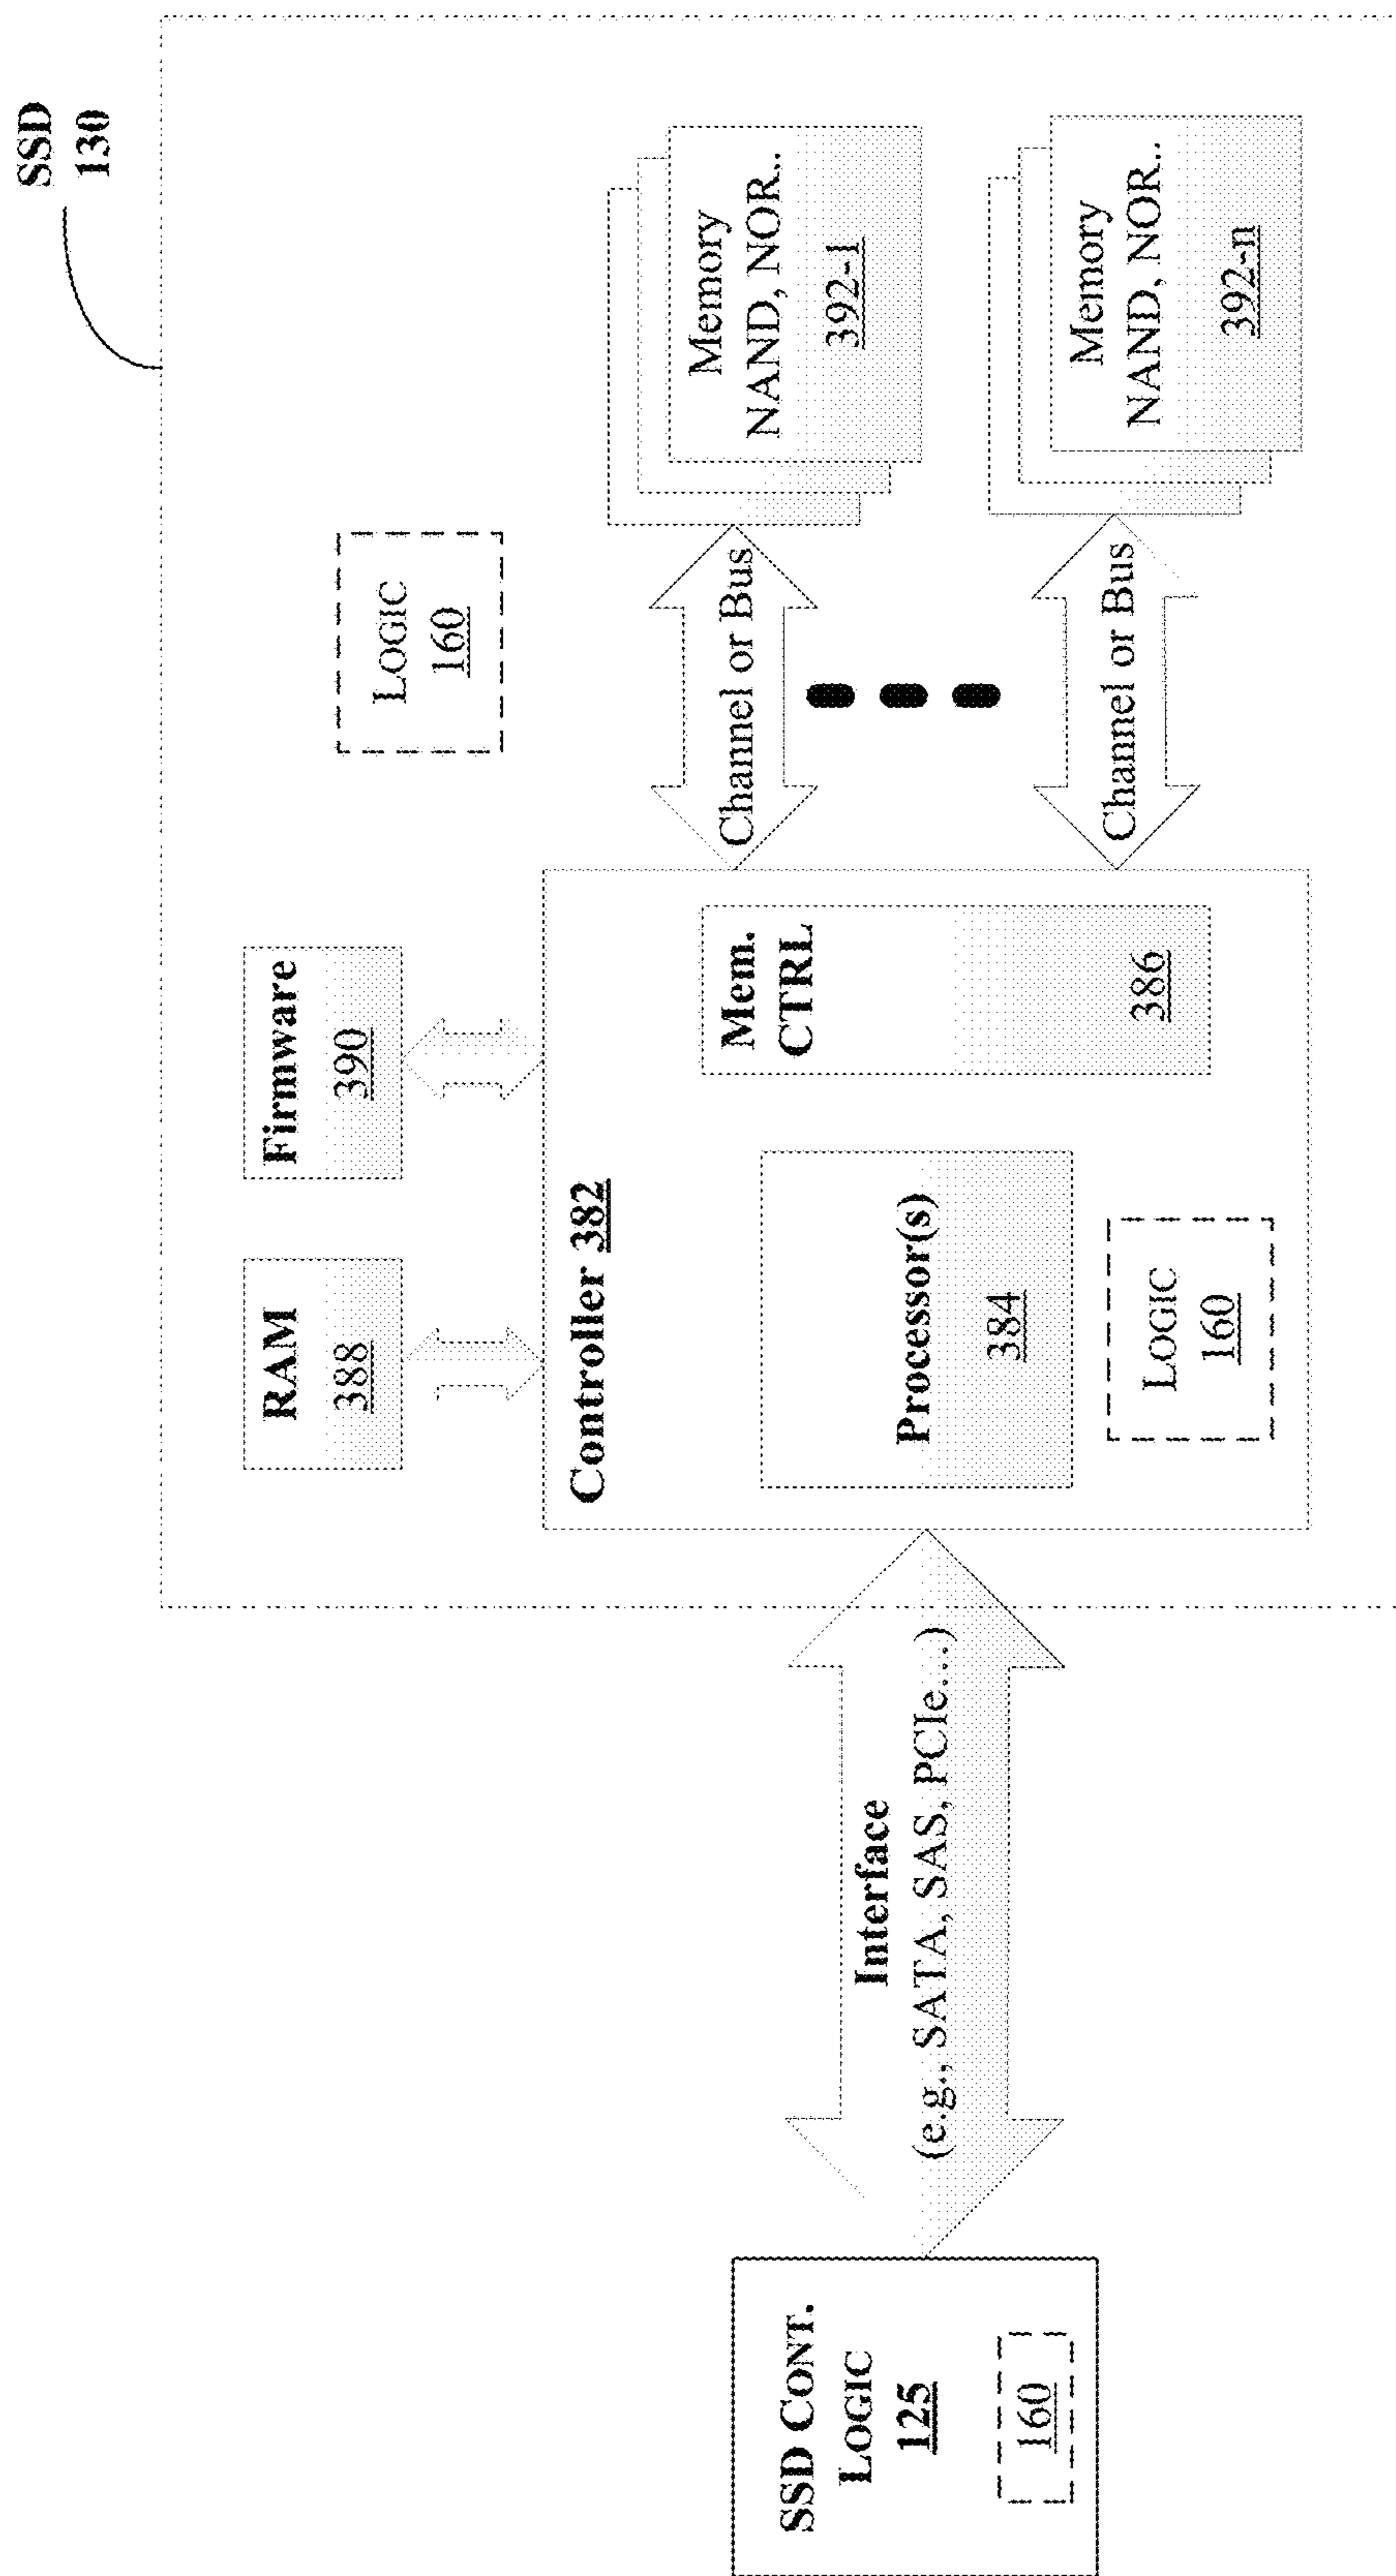 SSD
130
SSD CONT.
LOGIC
125
160
Interface
(e.g., SATA, SAS, PCIe....)
RAM
388
Firmware
390
Controller 382
Processor(s)
384
LOGIC
160
Mem.
CTRL
386
LOGIC
160
Channel or Bus
Channel or Bus
Memory
NAND, NOR..
392-1
Memory
NAND, NOR..
392-n